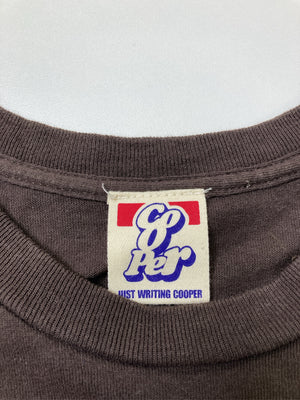 Co
O
Per
JUST WRITING COOPER